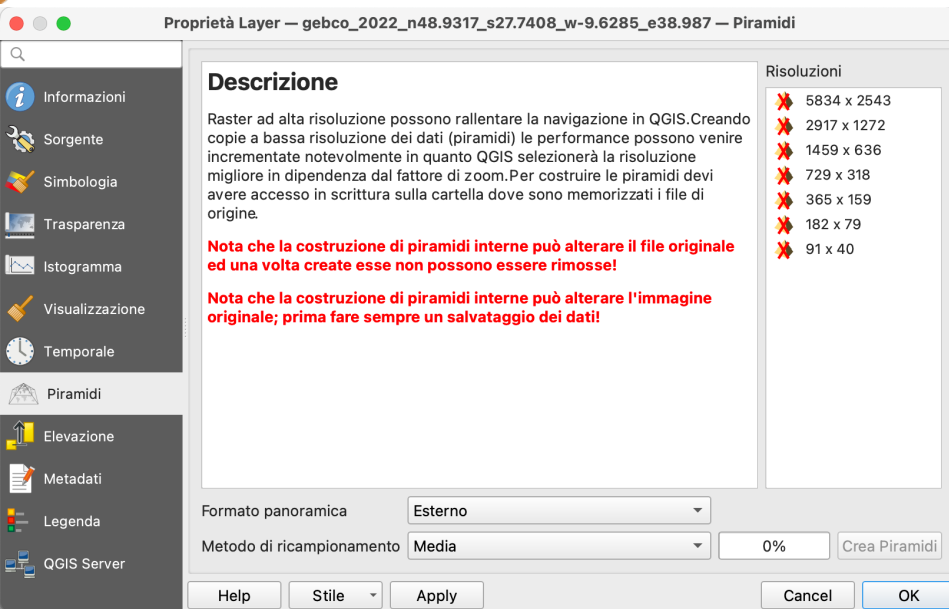 Proprietà Layer — gebco_2022_n48.9317_s27.7408_w-9.6285_e38.987 — Piramidi
Informazioni
Sorgente
Simbologia
Trasparenza
Istogramma
Visualizzazione
Temporale
Piramidi
Elevazione
Metadati
Legenda
QGIS Server
Descrizione
Raster ad alta risoluzione possono rallentare la navigazione in QGIS.Creando
copie a bassa risoluzione dei dati (piramidi) le performance possono venire
incrementate notevolmente in quanto QGIS selezionerà la risoluzione
migliore in dipendenza dal fattore di zoom.Per costruire le piramidi devi
avere accesso in scrittura sulla cartella dove sono memorizzati i file di
origine.
Nota che la costruzione di piramidi interne può alterare il file originale
ed una volta create esse non possono essere rimosse!
Nota che la costruzione di piramidi interne può alterare l'immagine
originale; prima fare sempre un salvataggio dei dati!
Risoluzioni
5834 x 2543
2917 x 1272
1459 x 636
729 x 318
365 x 159
182 x 79
91 x 40
Formato panoramica Esterno
Metodo di ricampionamento Media 0% Crea Piramidi
Help Stile Apply Cancel OK